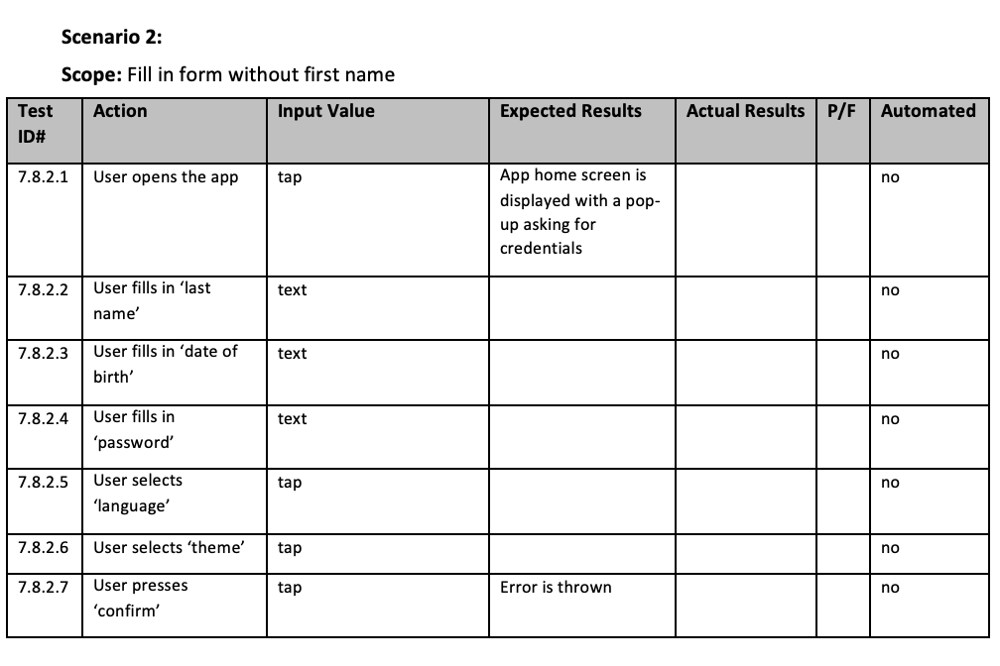 Scenario 2:
Scope: Fill in form without first name
Test ID# Action Input Value Expected Results Actual Results P/F Automated
7.8.2.1 User opens the app tap App home screen is displayed with a pop-up asking for credentials no
7.8.2.2 User fills in ‘last name’ text no
7.8.2.3 User fills in ‘date of birth’ text no
7.8.2.4 User fills in ‘password’ text no
7.8.2.5 User selects ‘language’ tap no
7.8.2.6 User selects ‘theme’ tap no
7.8.2.7 User presses ‘confirm’ tap Error is thrown no